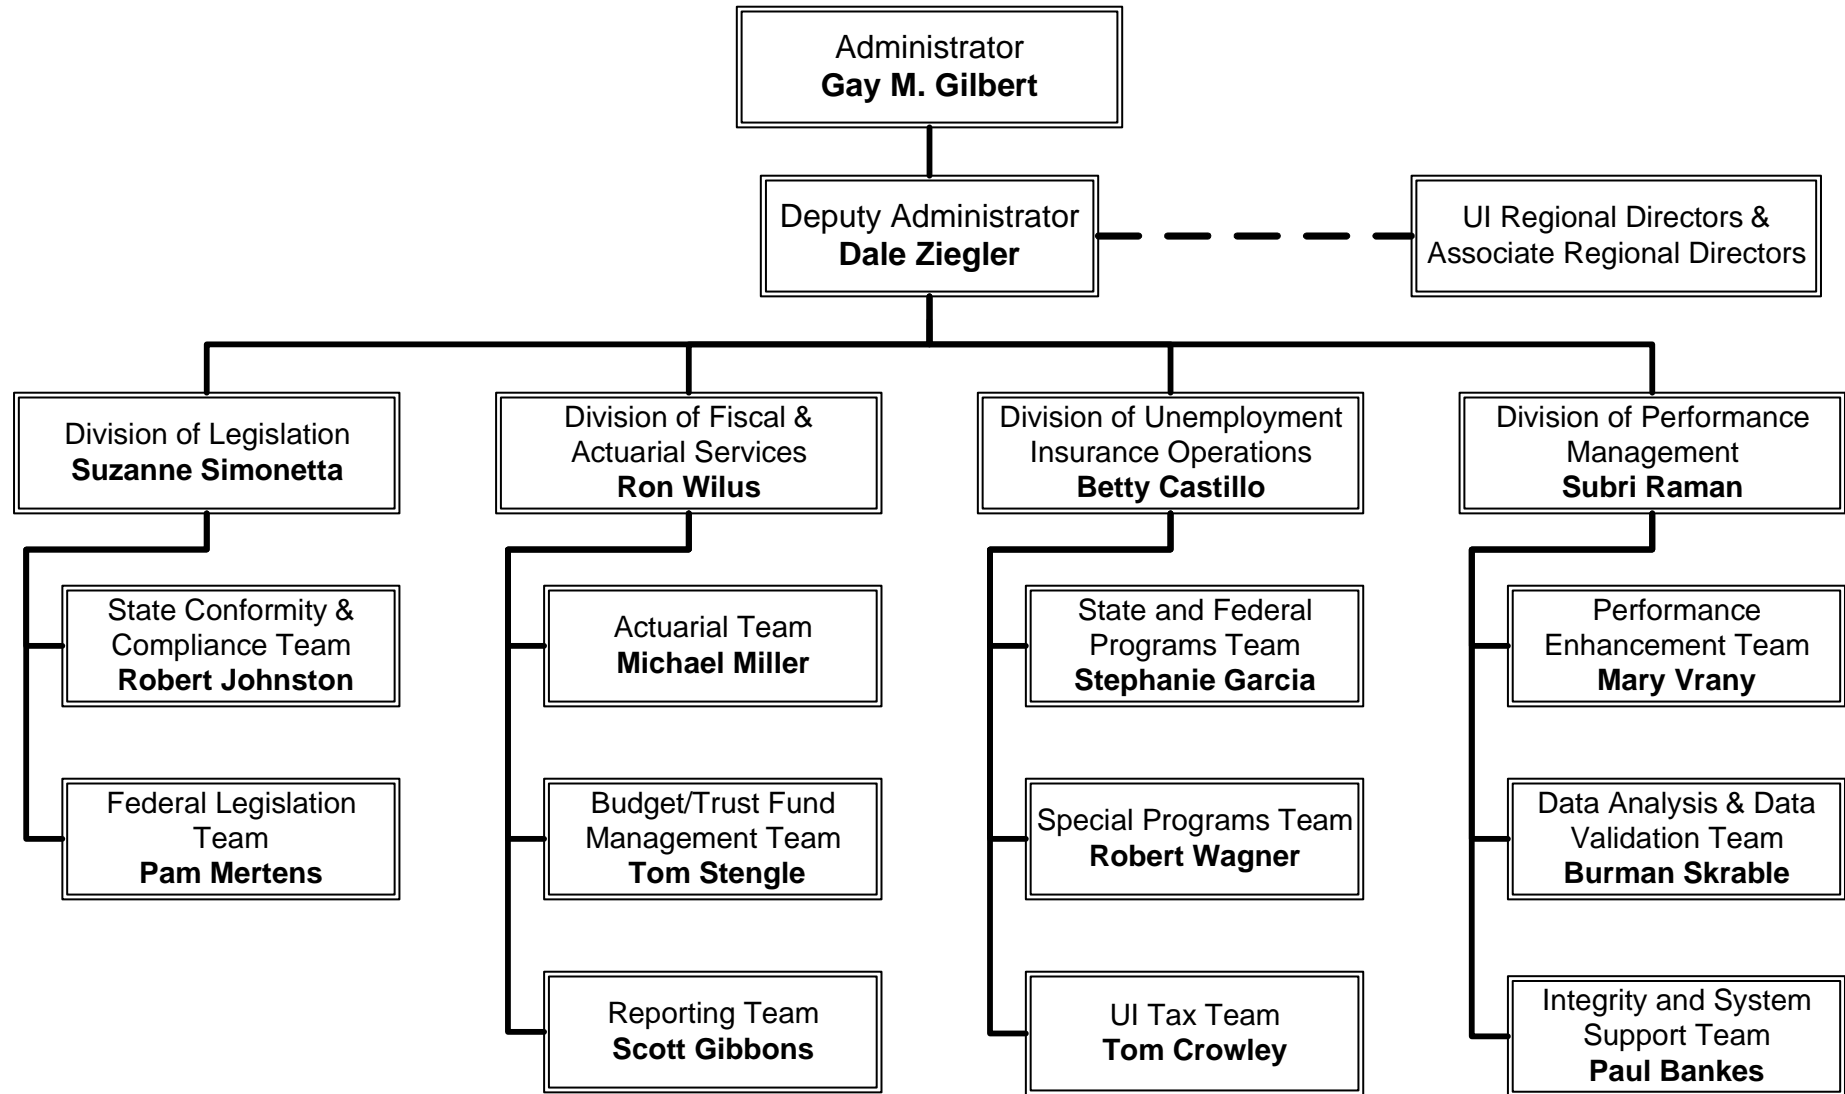 Administrator
Gay M. Gilbert
Deputy Administrator
Dale Ziegler
UI Regional Directors &
Associate Regional Directors
Division of Legislation
Suzanne Simonetta
Division of Fiscal &
Actuarial Services
Ron Wilus
Division of Unemployment
Insurance Operations
Betty Castillo
Division of Performance
Management
Subri Raman
State Conformity &
Compliance Team
Robert Johnston
Actuarial Team
Michael Miller
State and Federal
Programs Team
Stephanie Garcia
Performance
Enhancement Team
Mary Vrany
Federal Legislation
Team
Pam Mertens
Budget/Trust Fund
Management Team
Tom Stengle
Special Programs Team
Robert Wagner
Data Analysis & Data
Validation Team
Burman Skrable
Reporting Team
Scott Gibbons
UI Tax Team
Tom Crowley
Integrity and System
Support Team
Paul Bankes